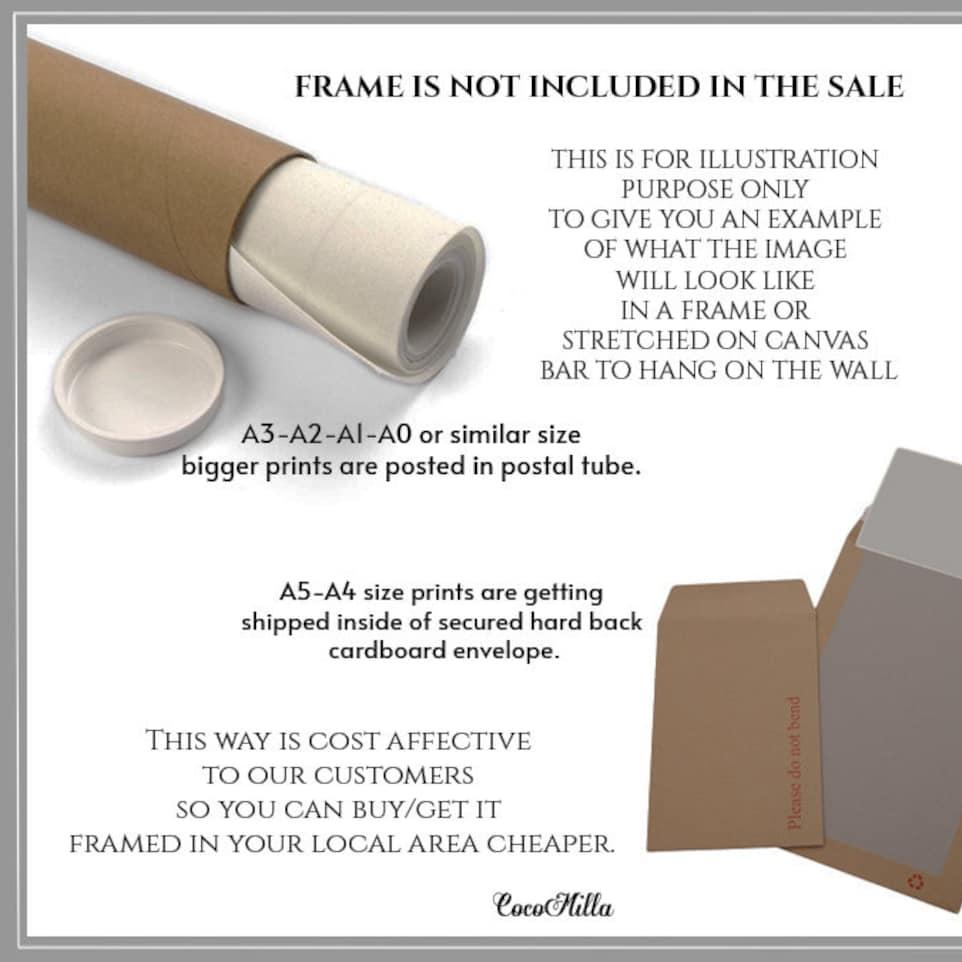 FRAME IS NOT INCLUDED IN THE SALE
THIS IS FOR ILLUSTRATION
PURPOSE ONLY
TO GIVE YOU AN EXAMPLE
OF WHAT THE IMAGE
WILL LOOK LIKE
IN A FRAME OR
STRETCHED ON CANVAS
BAR TO HANG ON THE WALL
A3-A2-A1-A0 or similar size
bigger prints are posted in postal tube.
A5-A4 size prints are getting
shipped inside of secured hard back
cardboard envelope.
Please do not bend
THIS WAY IS COST AFFECTIVE
TO OUR CUSTOMERS
SO YOU CAN BUY/GET IT
FRAMED IN YOUR LOCAL AREA CHEAPER.
CocoMilla